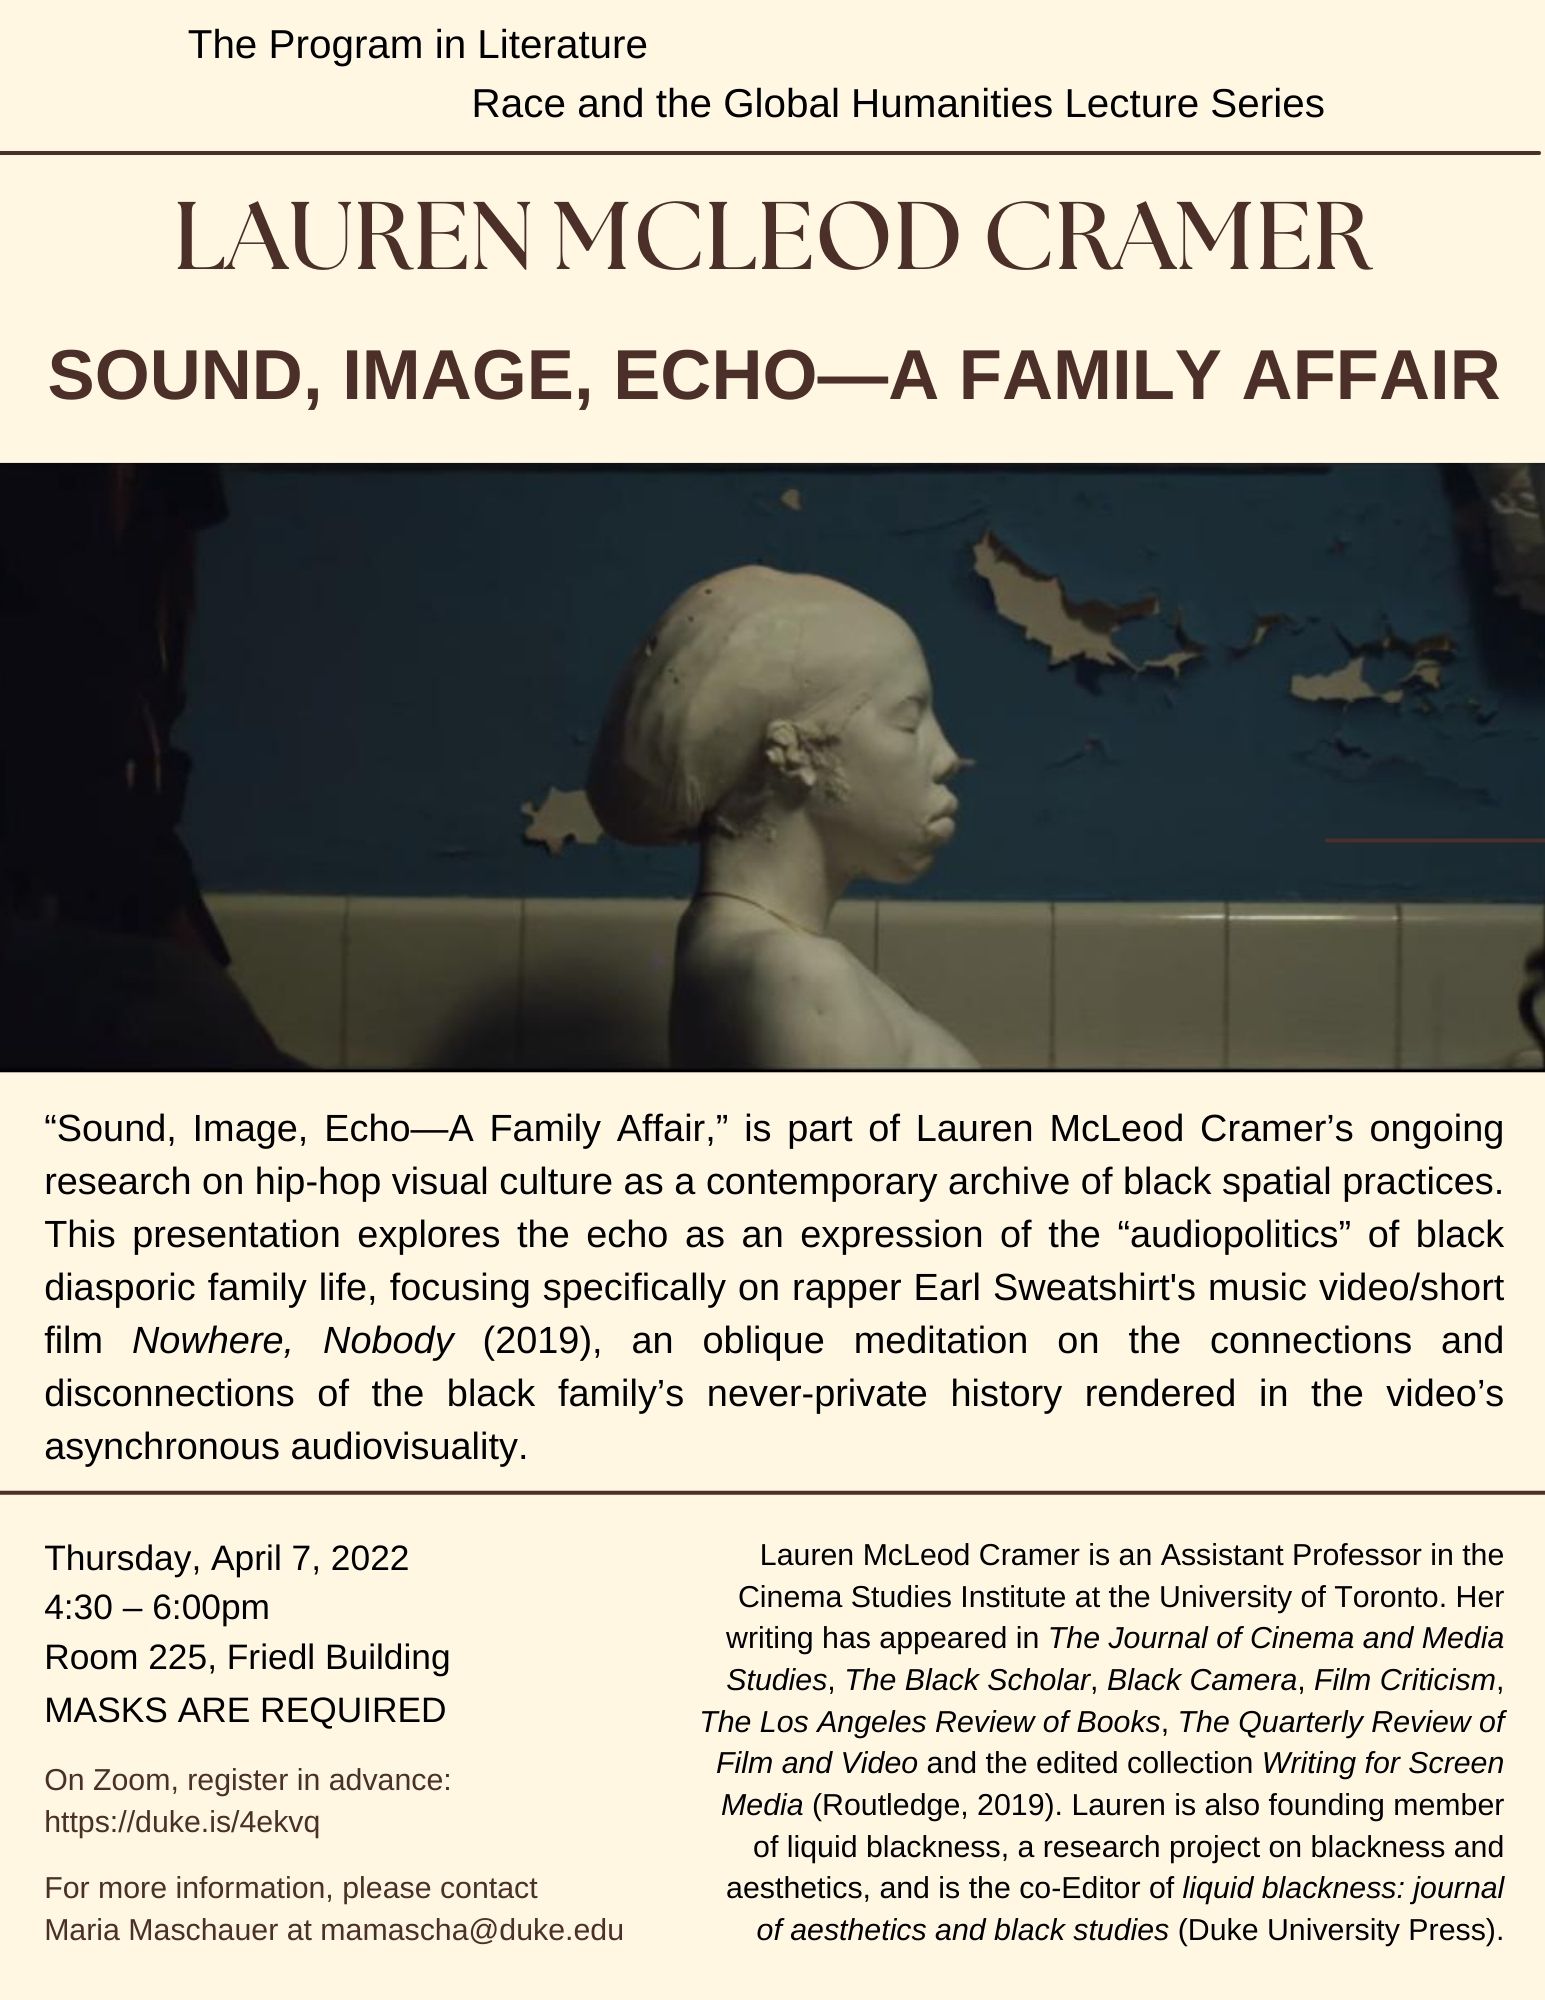 The Program in Literature
Race and the Global Humanities Lecture Series
LAUREN MCLEOD CRAMER
SOUND, IMAGE, ECHO—A FAMILY AFFAIR
“Sound, Image, Echo—A Family Affair,” is part of Lauren McLeod Cramer’s ongoing
research on hip-hop visual culture as a contemporary archive of black spatial practices.
This presentation explores the echo as an expression of the “audiopolitics” of black
diasporic family life, focusing specifically on rapper Earl Sweatshirt's music video/short
film Nowhere, Nobody (2019), an oblique meditation on the connections and
disconnections of the black family’s never-private history rendered in the video’s
asynchronous audiovisuality.
Thursday, April 7, 2022
4:30 – 6:00pm
Room 225, Friedl Building
MASKS ARE REQUIRED
On Zoom, register in advance:
https://duke.is/4ekvq
For more information, please contact
Maria Maschauer at mamascha@duke.edu
Lauren McLeod Cramer is an Assistant Professor in the
Cinema Studies Institute at the University of Toronto. Her
writing has appeared in The Journal of Cinema and Media
Studies, The Black Scholar, Black Camera, Film Criticism,
The Los Angeles Review of Books, The Quarterly Review of
Film and Video and the edited collection Writing for Screen
Media (Routledge, 2019). Lauren is also founding member
of liquid blackness, a research project on blackness and
aesthetics, and is the co-Editor of liquid blackness: journal
of aesthetics and black studies (Duke University Press).